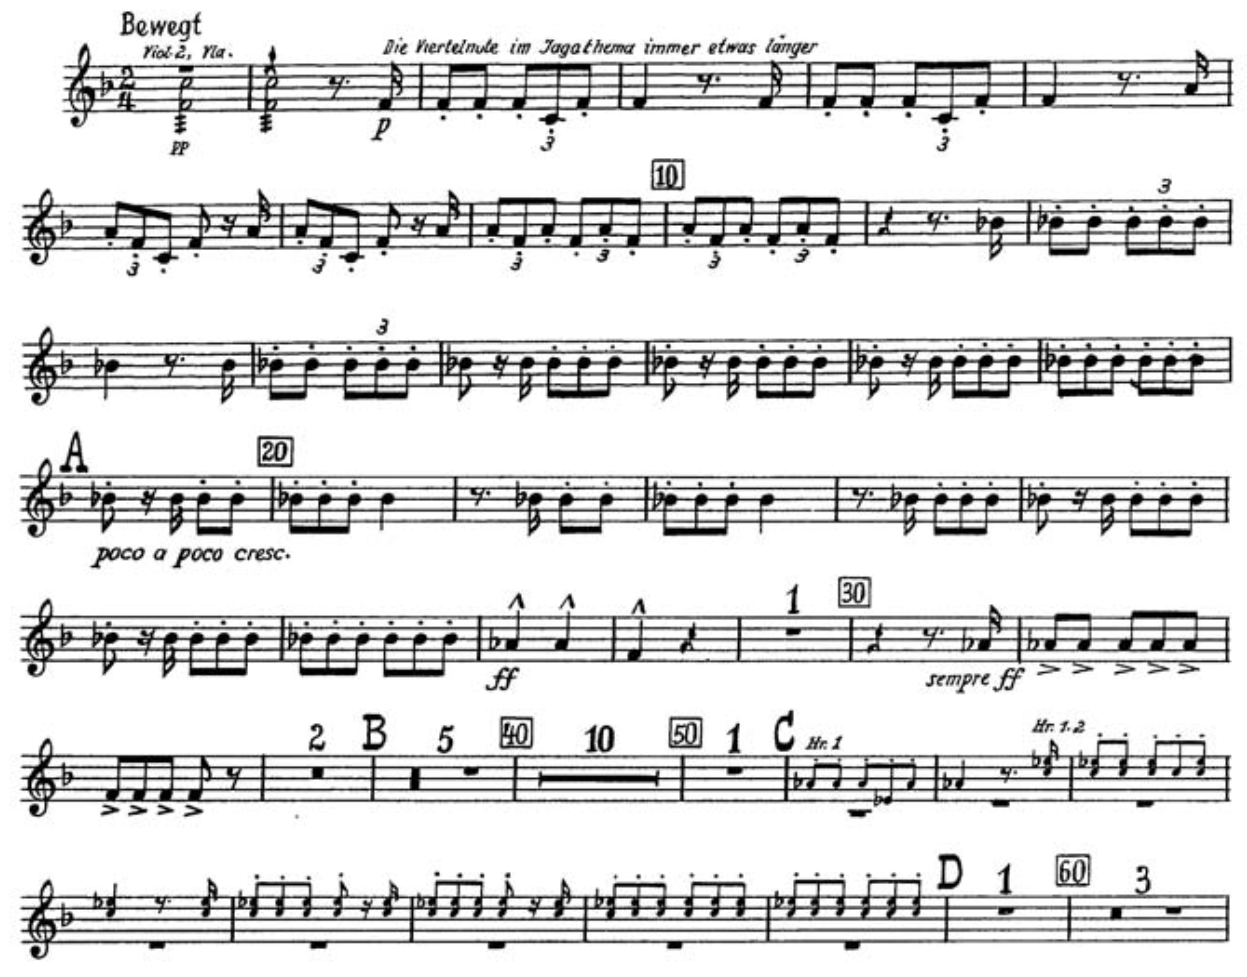 Bewegt
Viol. 2, Vla.
Die Viertelnote im Jagathema immer etwas länger
2
4
pp
p
3
3
10
3
3
3
3
3
3
3
3
A
20
poco a poco cresc.
1
30
ff
sempre ff
2
B
5
40
10
50
1
C
Hr. 1
Hr. 1.2
D
1
60
3